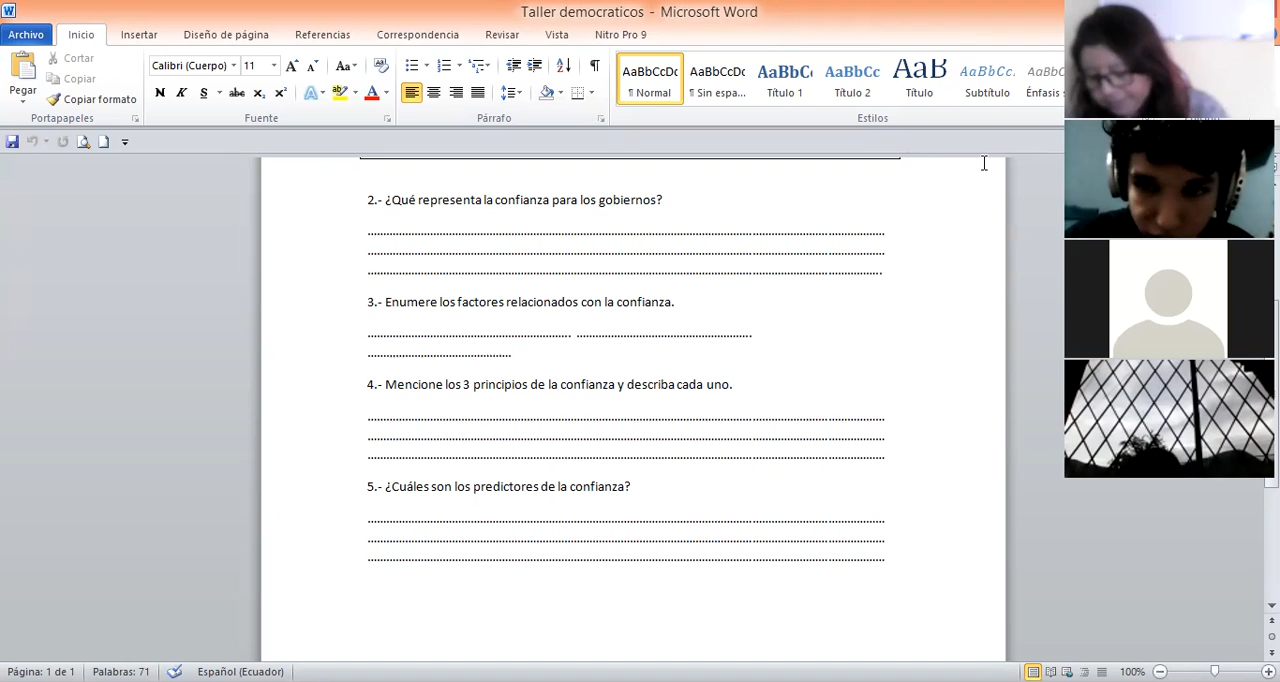 Taller democraticos - Microsoft Word
Archivo Inicio Insertar Diseño de página Referencias Correspondencia Revisar Vista Nitro Pro 9
Pegar
Cortar
Copiar
Copiar formato
Portapapeles
Calibri (Cuerpo) 11
Fuente
Párrafo
AaBbCcDc AaBbCcDc AaBbC AaBbCc AaB AaBbCc. AaBbCc
¶ Normal ¶ Sin espa... Título 1 Título 2 Título Subtítulo Énfasis
Estilos
2.- ¿Qué representa la confianza para los gobiernos?
3.- Enumere los factores relacionados con la confianza.
4.- Mencione los 3 principios de la confianza y describa cada uno.
5.- ¿Cuáles son los predictores de la confianza?
Página: 1 de 1 Palabras: 71 Español (Ecuador) 100%